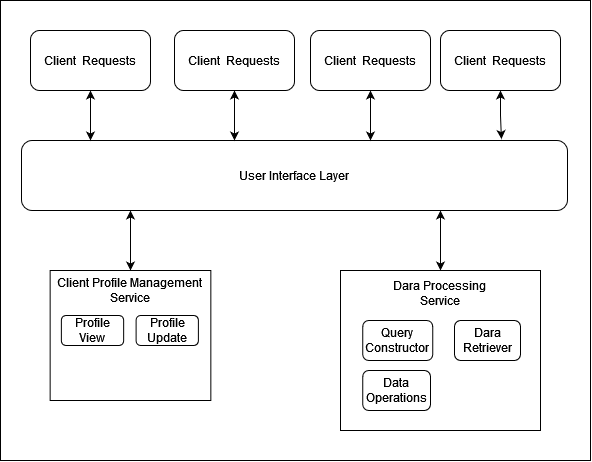 Client Requests
Client Requests
Client Requests
Client Requests
User Interface Layer
Client Profile Management
Service
Profile
View
Profile
Update
Dara Processing
Service
Query
Constructor
Dara
Retriever
Data
Operations